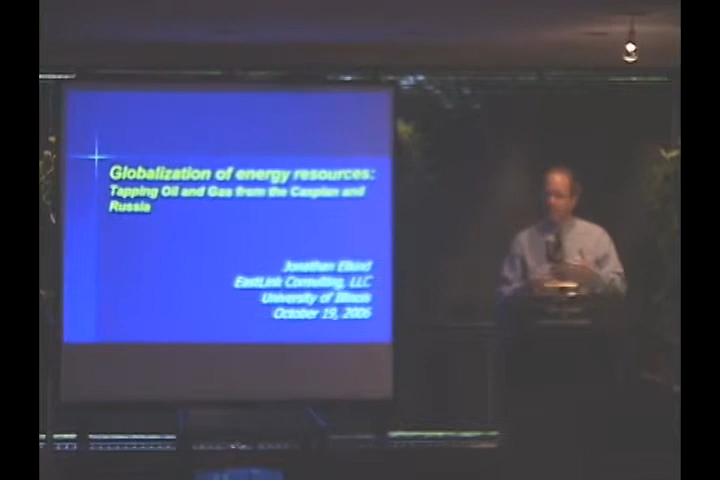 Globalization of energy resources:
Tapping Oil and Gas from the Caspian and
Russia
Jonathan Elkind
EastLink Consulting, LLC
University of Illinois
October 19, 2006